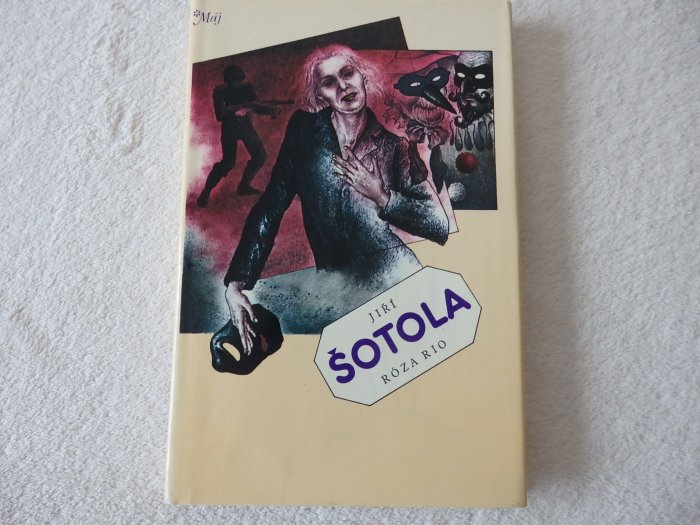 *Máj
JIŘÍ
ŠOTOLA
RÓZA RIO